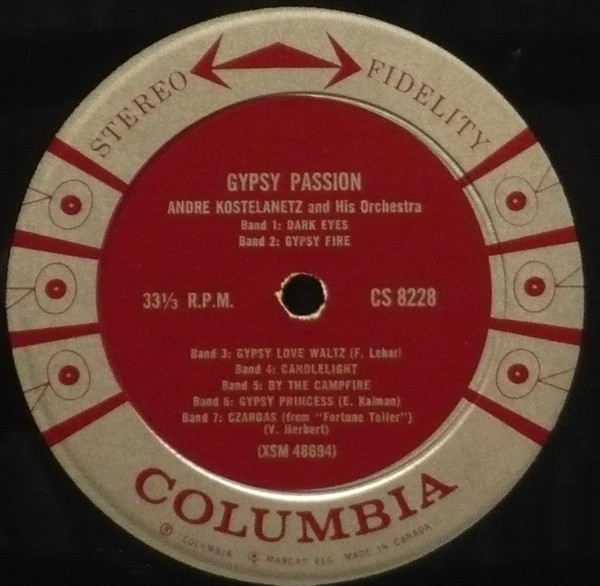 STEREO FIDELITY
GYPSY PASSION
ANDRE KOSTELANETZ and His Orchestra
Band 1: DARK EYES
Band 2: GYPSY FIRE
33⅓ R.P.M.
CS 8228
Band 3: GYPSY LOVE WALTZ (F. Lehar)
Band 4: CANDLELIGHT
Band 5: BY THE CAMPFIRE
Band 6: GYPSY PRINCESS (E. Kalman)
Band 7: CZARDAS (from "Fortune Teller")
(V. Herbert)
(XSM 48694)
COLUMBIA
COLUMBIA MARCAS REG. MADE IN CANADA